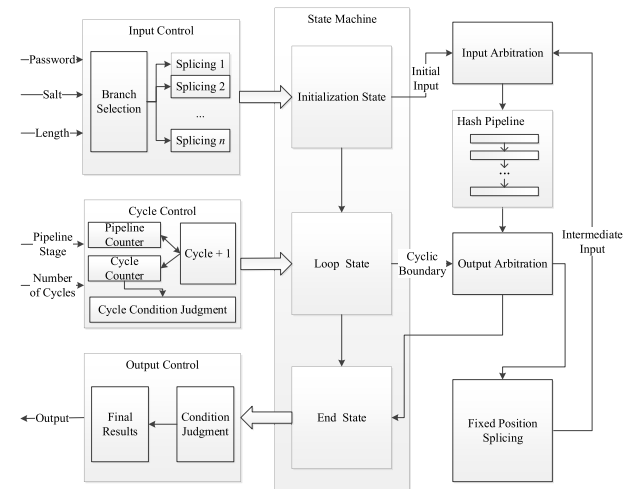 State Machine
Input Control
Password
Salt
Length
Branch
Selection
Splicing 1
Splicing 2
...
Splicing n
Initialization State
Initial
Input
Input Arbitration
Hash Pipeline
...
Cycle Control
Pipeline
Stage
Number
of Cycles
Pipeline
Counter
Cycle
Counter
Cycle + 1
Cycle Condition Judgment
Loop State
Cyclic
Boundary
Output Arbitration
Intermediate
Input
Output Control
Output
Final
Results
Condition
Judgment
End State
Fixed Position
Splicing